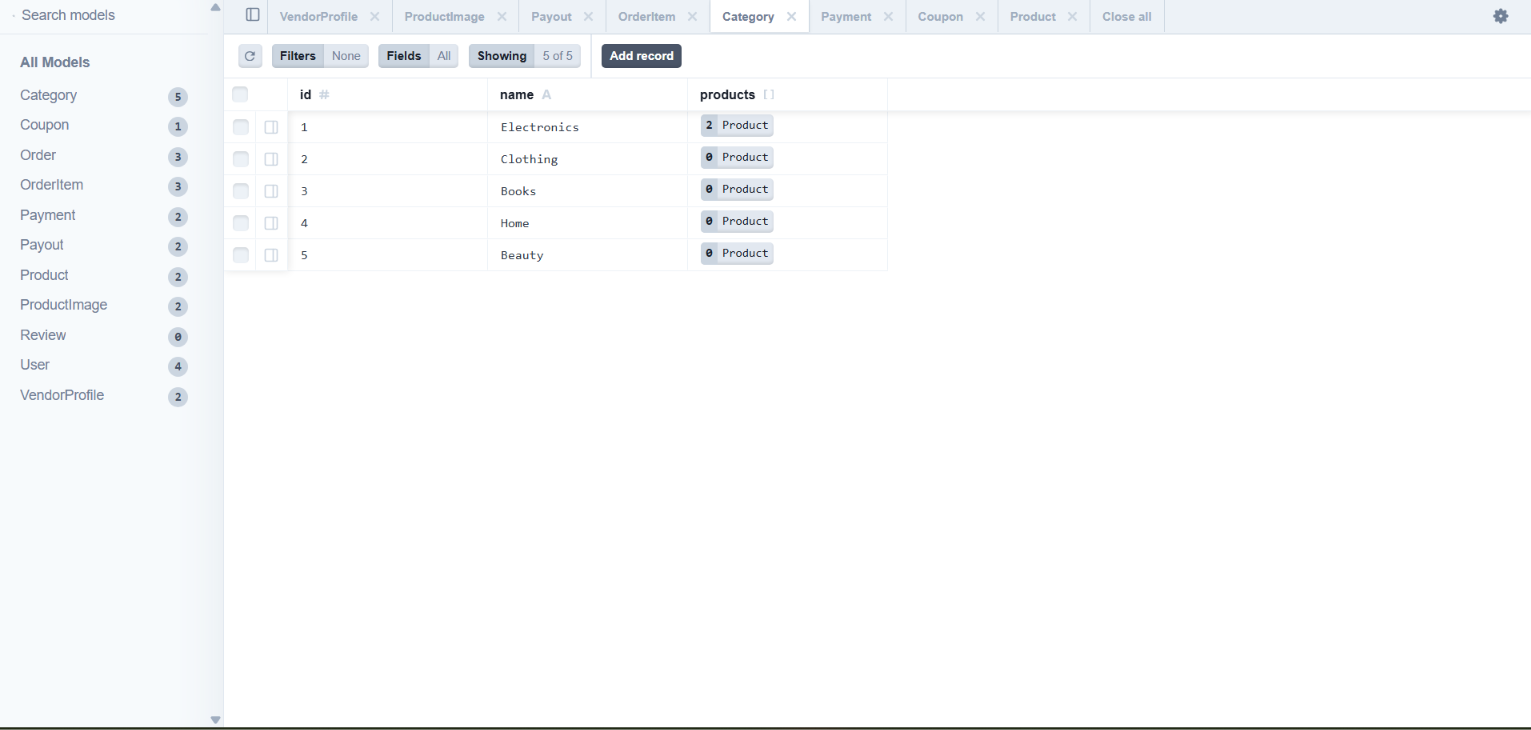 Search models
VendorProfile
ProductImage
Payout
OrderItem
Category
Payment
Coupon
Product
Close all
Filters None
Fields All
Showing 5 of 5
Add record
All Models
Category 5
Coupon 1
Order 3
OrderItem 3
Payment 2
Payout 2
Product 2
ProductImage 2
Review 0
User 4
VendorProfile 2
id # name A products []
1 Electronics 2 Product
2 Clothing 0 Product
3 Books 0 Product
4 Home 0 Product
5 Beauty 0 Product